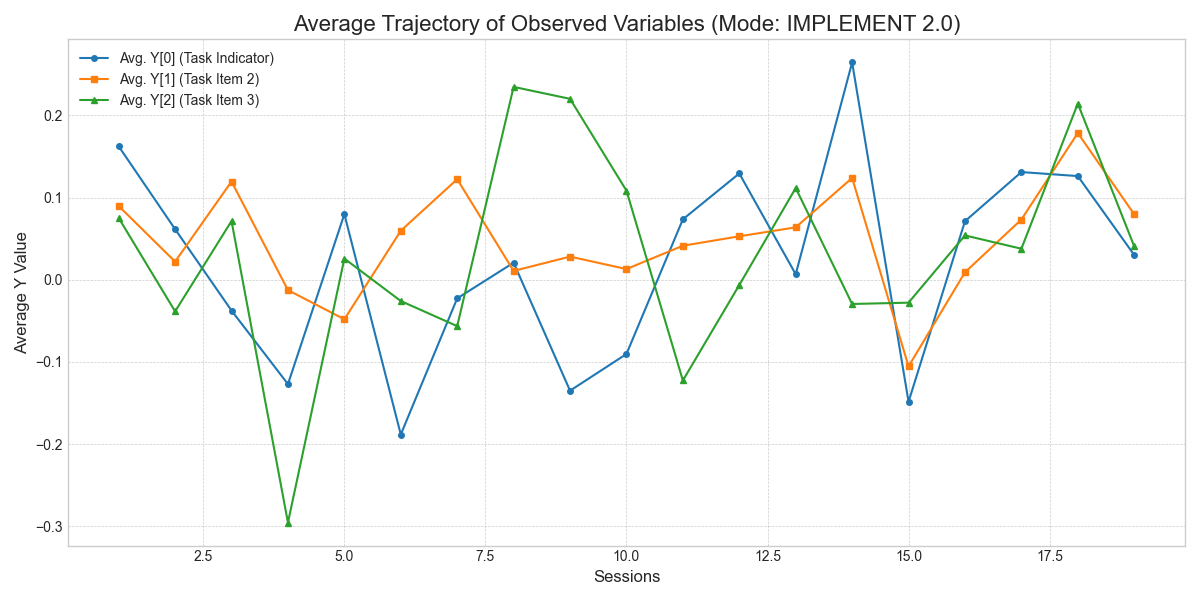 Average Trajectory of Observed Variables (Mode: IMPLEMENT 2.0)
Avg. Y[0] (Task Indicator)
Avg. Y[1] (Task Item 2)
Avg. Y[2] (Task Item 3)
Average Y Value
0.2
0.1
0.0
−0.1
−0.2
−0.3
2.5 5.0 7.5 10.0 12.5 15.0 17.5
Sessions